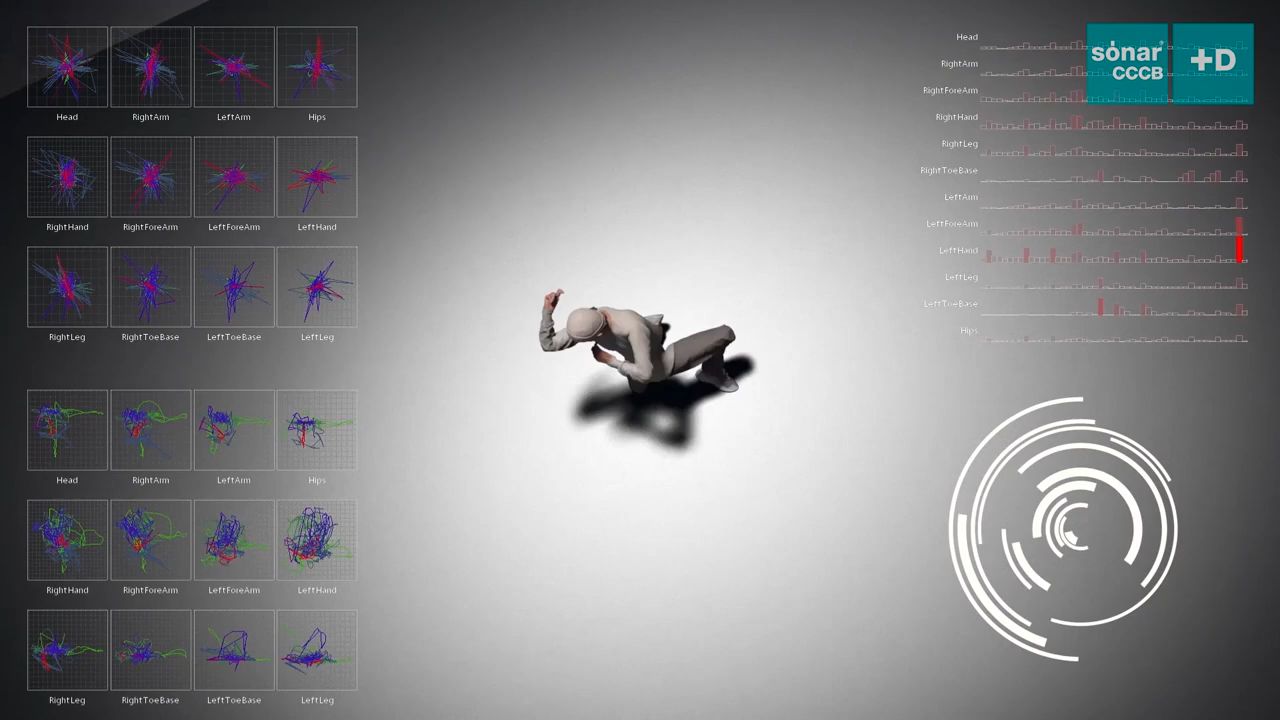 Head RightArm LeftArm Hips
RightHand RightForeArm LeftForeArm LeftHand
RightLeg RightToeBase LeftToeBase LeftLeg
Head RightArm LeftArm Hips
RightHand RightForeArm LeftForeArm LeftHand
RightLeg RightToeBase LeftToeBase LeftLeg
Head
RightArm
RightForeArm
RightHand
RightLeg
RightToeBase
LeftArm
LeftForeArm
LeftHand
LeftLeg
LeftToeBase
Hips
sónar
CCCB
+D